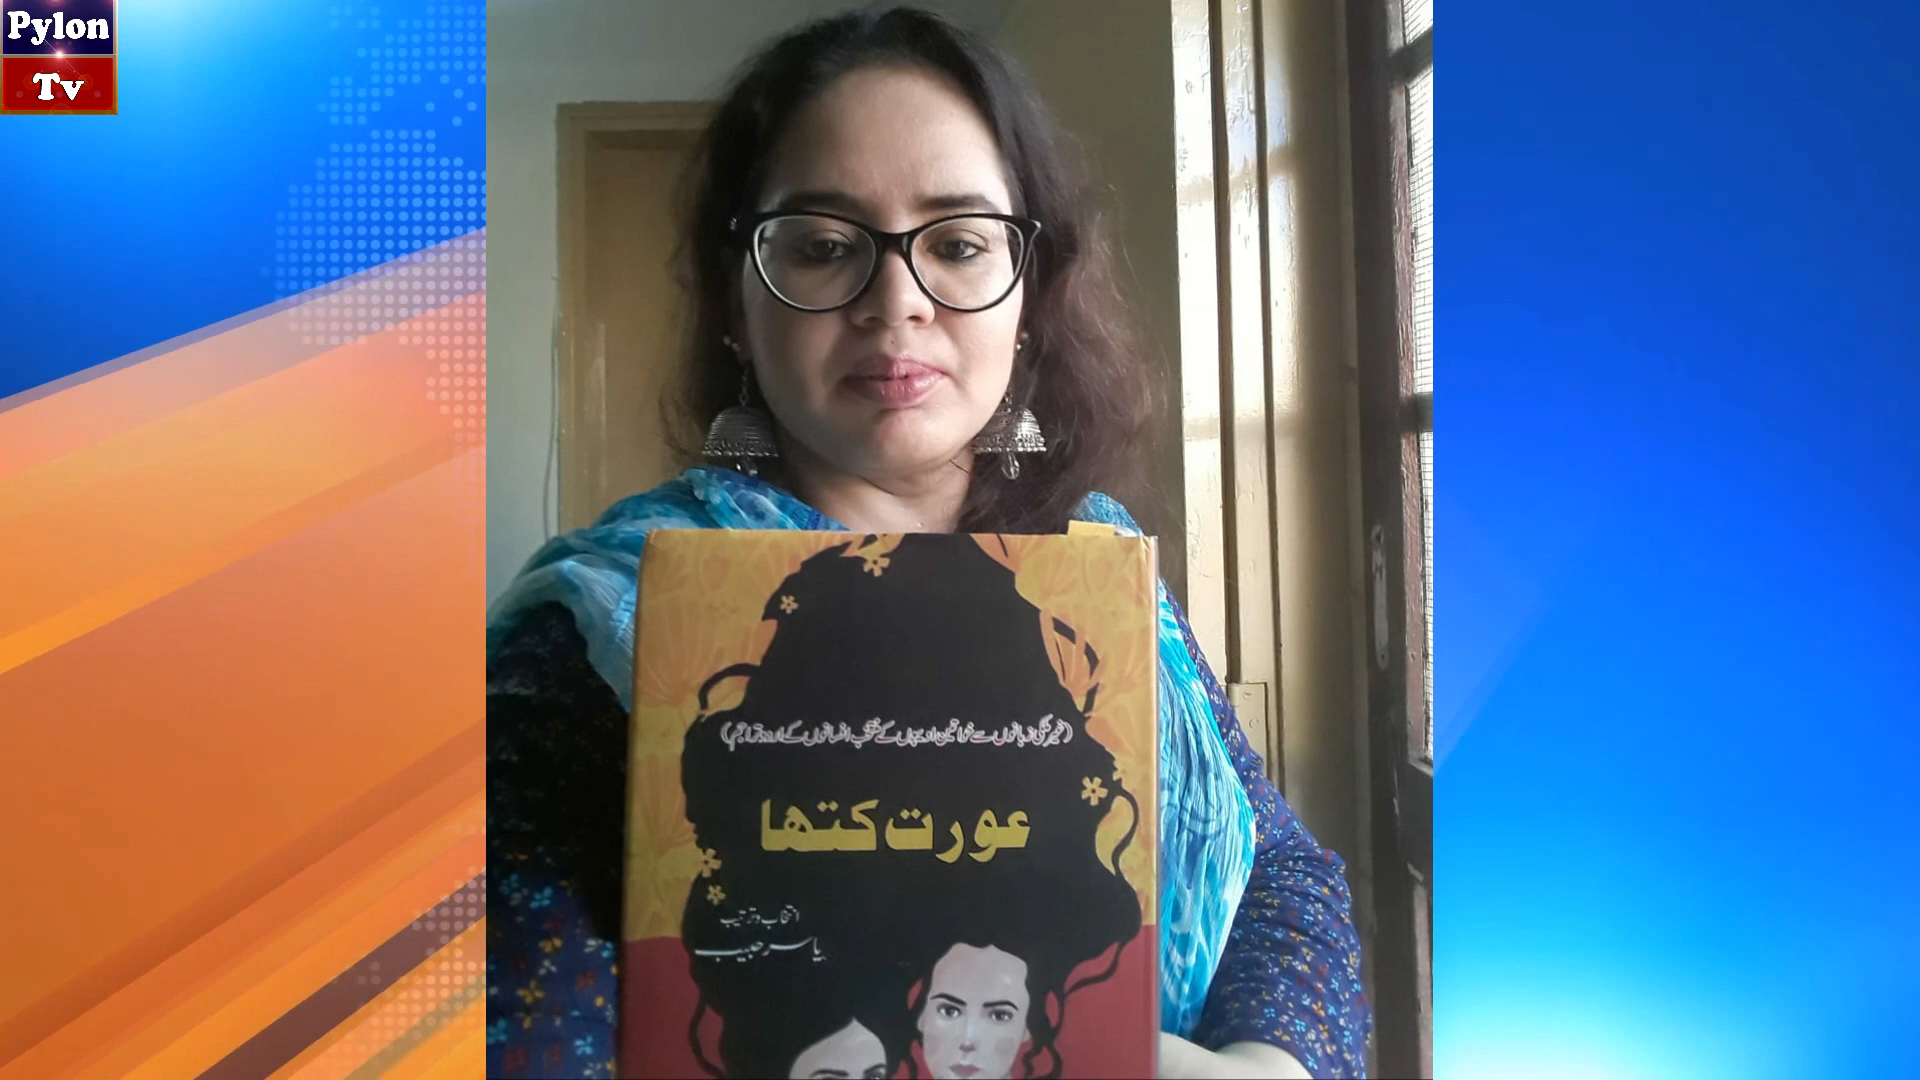 Pylon
Tv
(غیر ملکی زبانوں سے خواتین ادیبوں کے منتخب افسانوں کے اردو تراجم)
عورت کتھا
انتخاب و ترتیب
یاسر حبیب